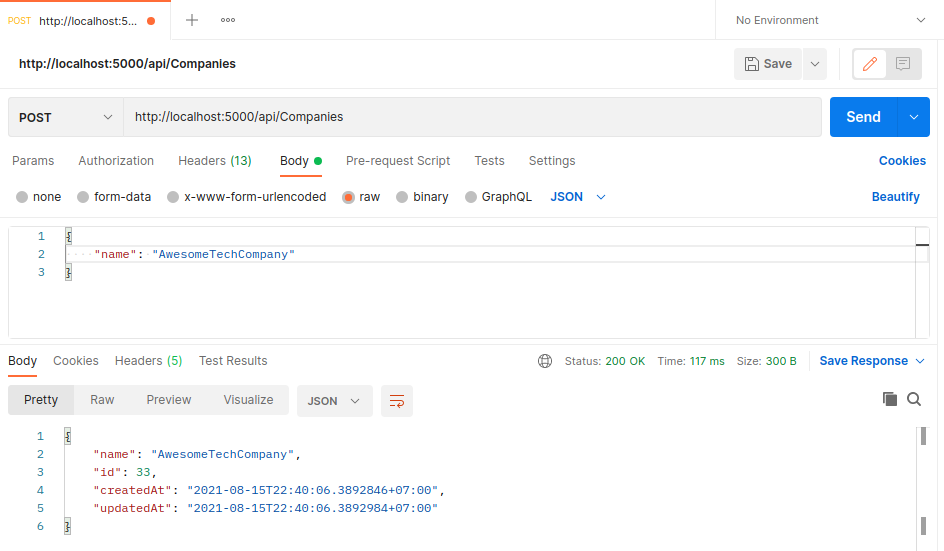 POST http://localhost:5... No Environment
http://localhost:5000/api/Companies Save
POST http://localhost:5000/api/Companies Send
Params Authorization Headers (13) Body Pre-request Script Tests Settings Cookies
none form-data x-www-form-urlencoded raw binary GraphQL JSON Beautify
1 {
2 "name": "AwesomeTechCompany"
3 }
Body Cookies Headers (5) Test Results Status: 200 OK Time: 117 ms Size: 300 B Save Response
Pretty Raw Preview Visualize JSON
1 {
2 "name": "AwesomeTechCompany",
3 "id": 33,
4 "createdAt": "2021-08-15T22:40:06.3892846+07:00",
5 "updatedAt": "2021-08-15T22:40:06.3892984+07:00"
6 }